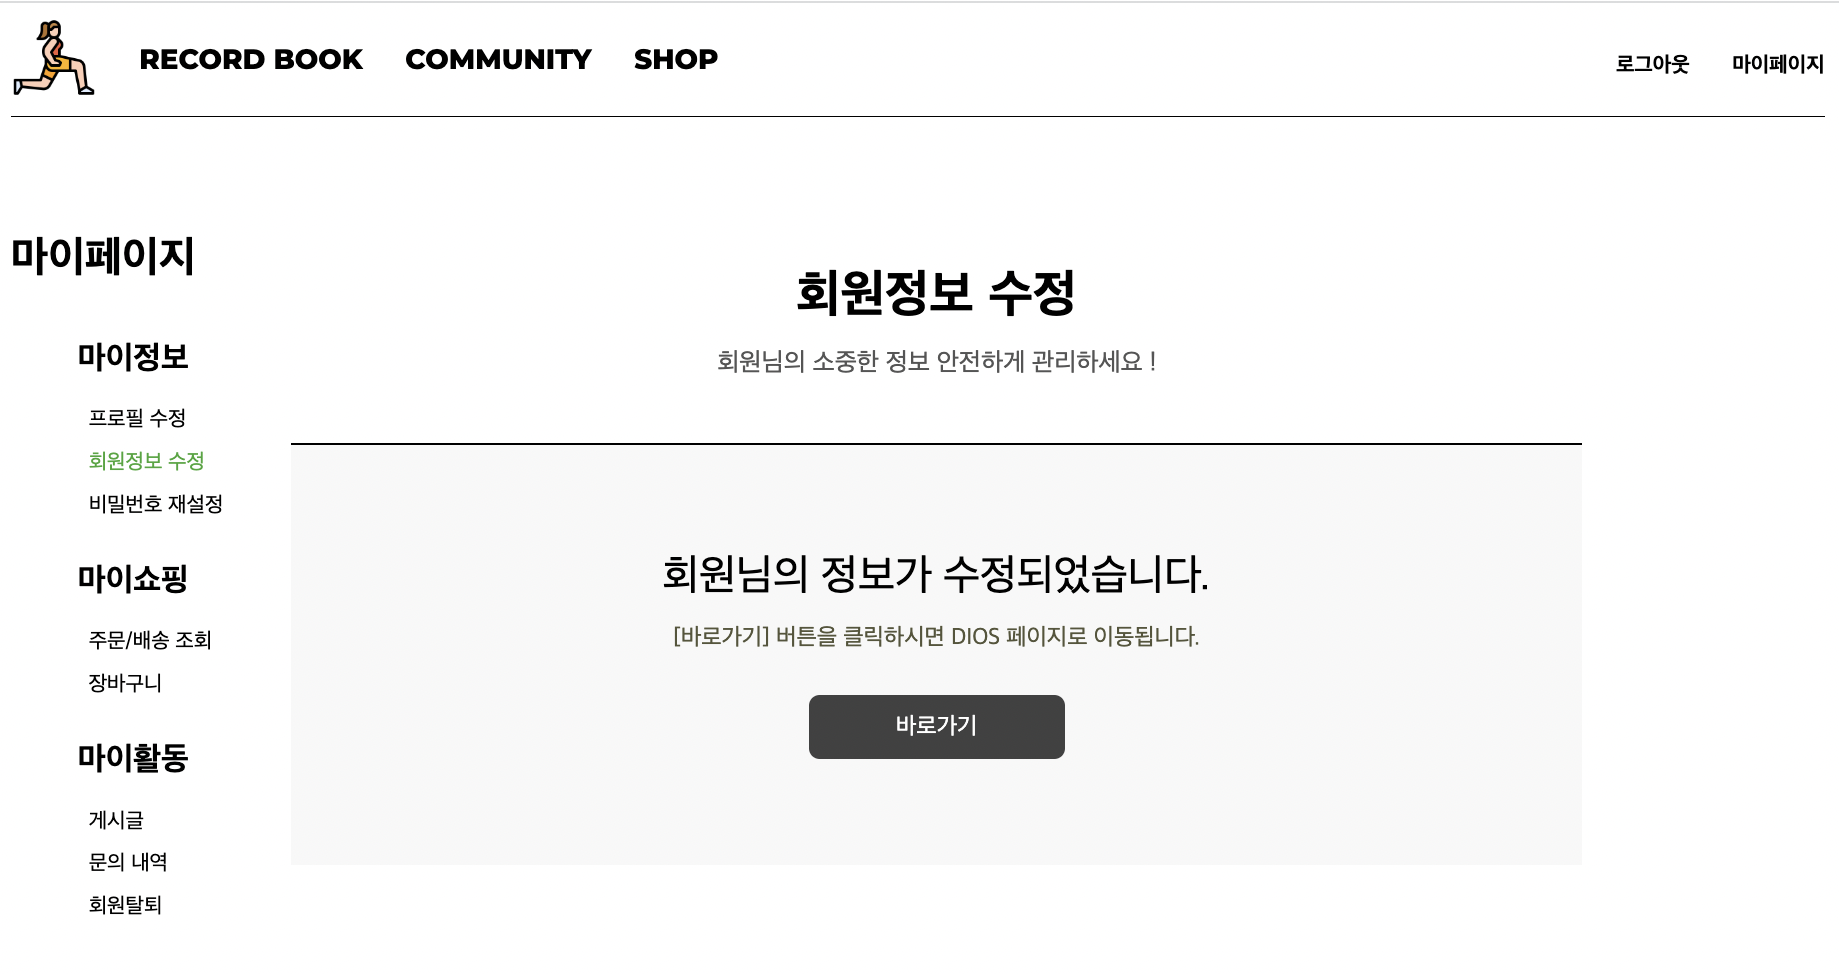 RECORD BOOK COMMUNITY SHOP 로그아웃 마이페이지
마이페이지
마이정보
프로필 수정
회원정보 수정
비밀번호 재설정
마이쇼핑
주문/배송 조회
장바구니
마이활동
게시글
문의 내역
회원탈퇴
회원정보 수정
회원님의 소중한 정보 안전하게 관리하세요 !
회원님의 정보가 수정되었습니다.
[바로가기] 버튼을 클릭하시면 DIOS 페이지로 이동됩니다.
바로가기